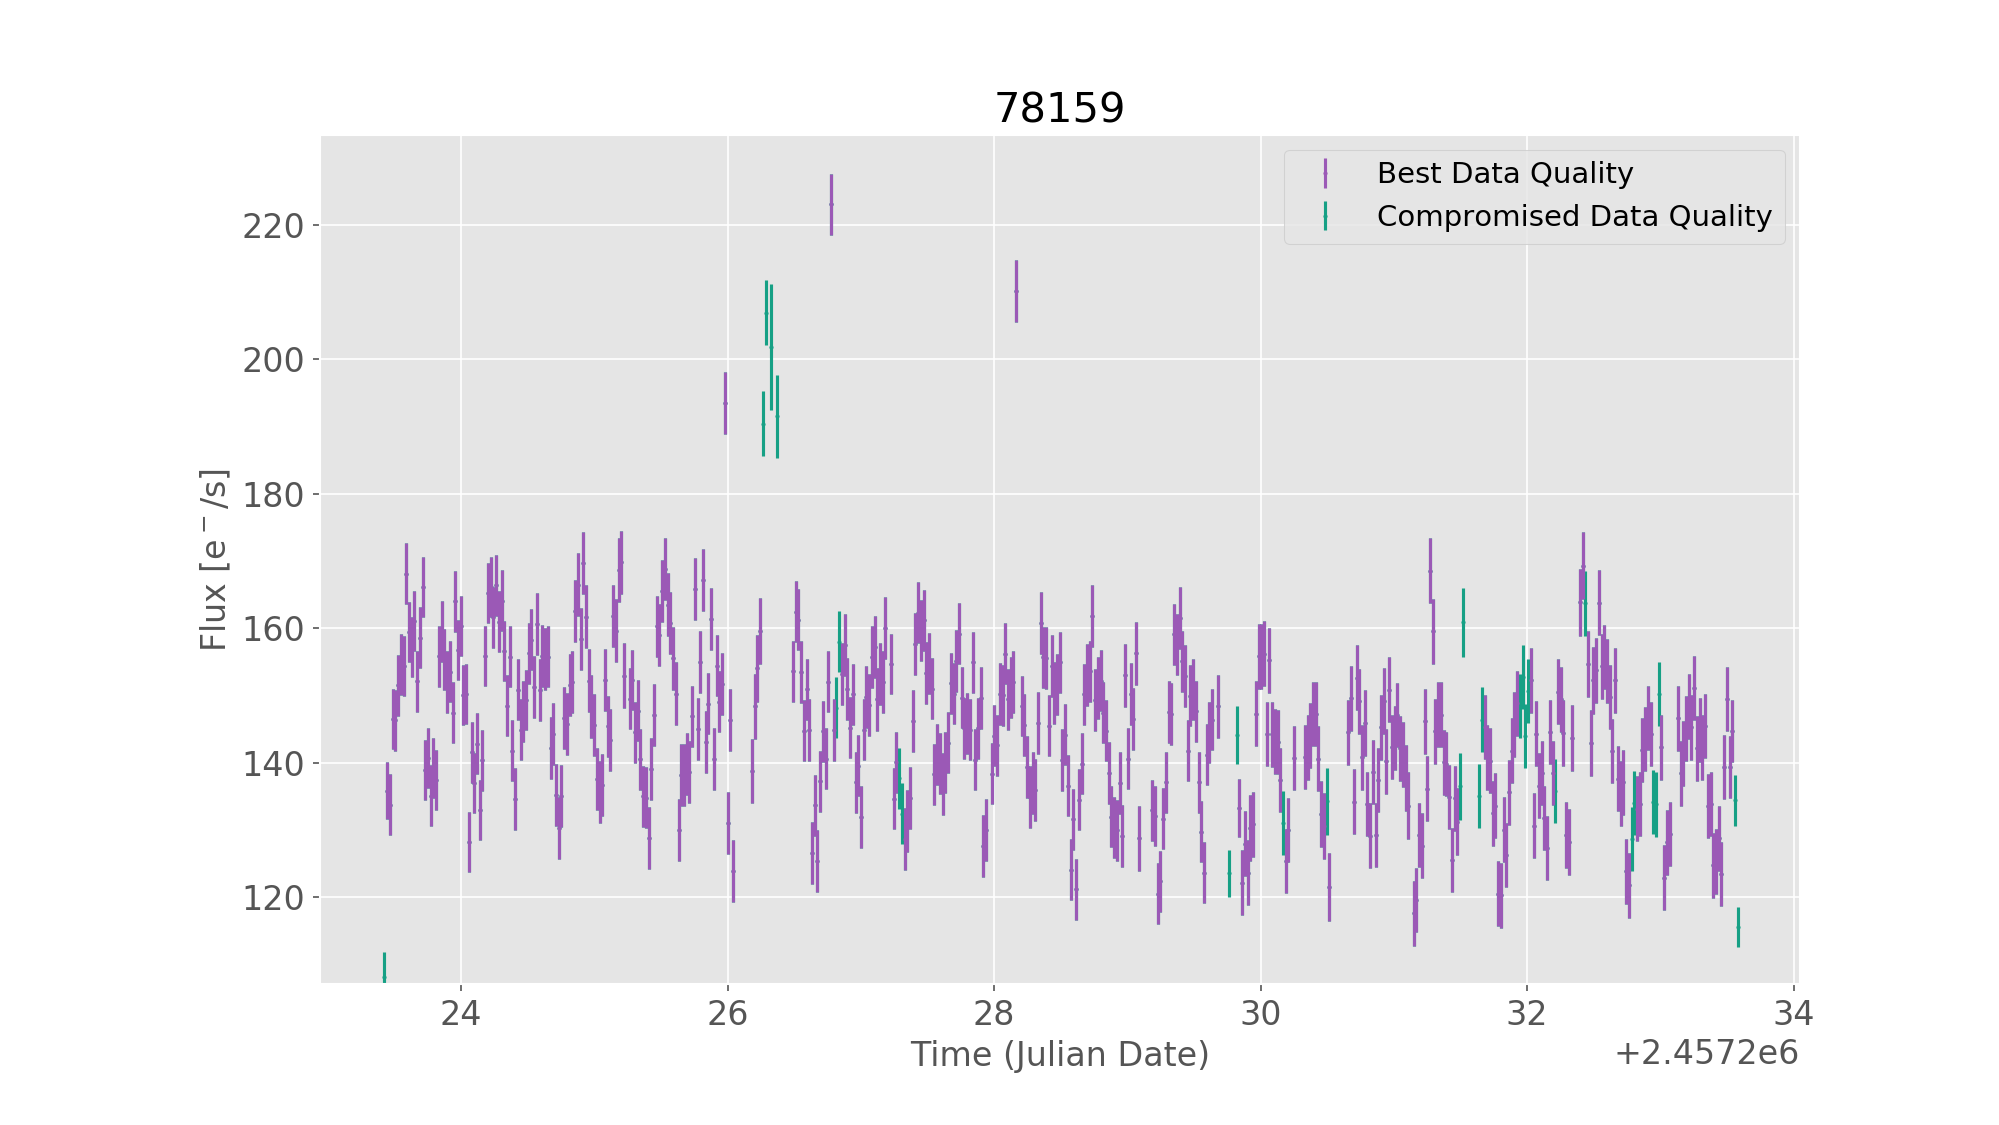 78159
Best Data Quality
Compromised Data Quality
220
200
180
160
140
120
Flux [e⁻/s]
24 26 28 30 32 34
Time (Julian Date)
+2.4572e6